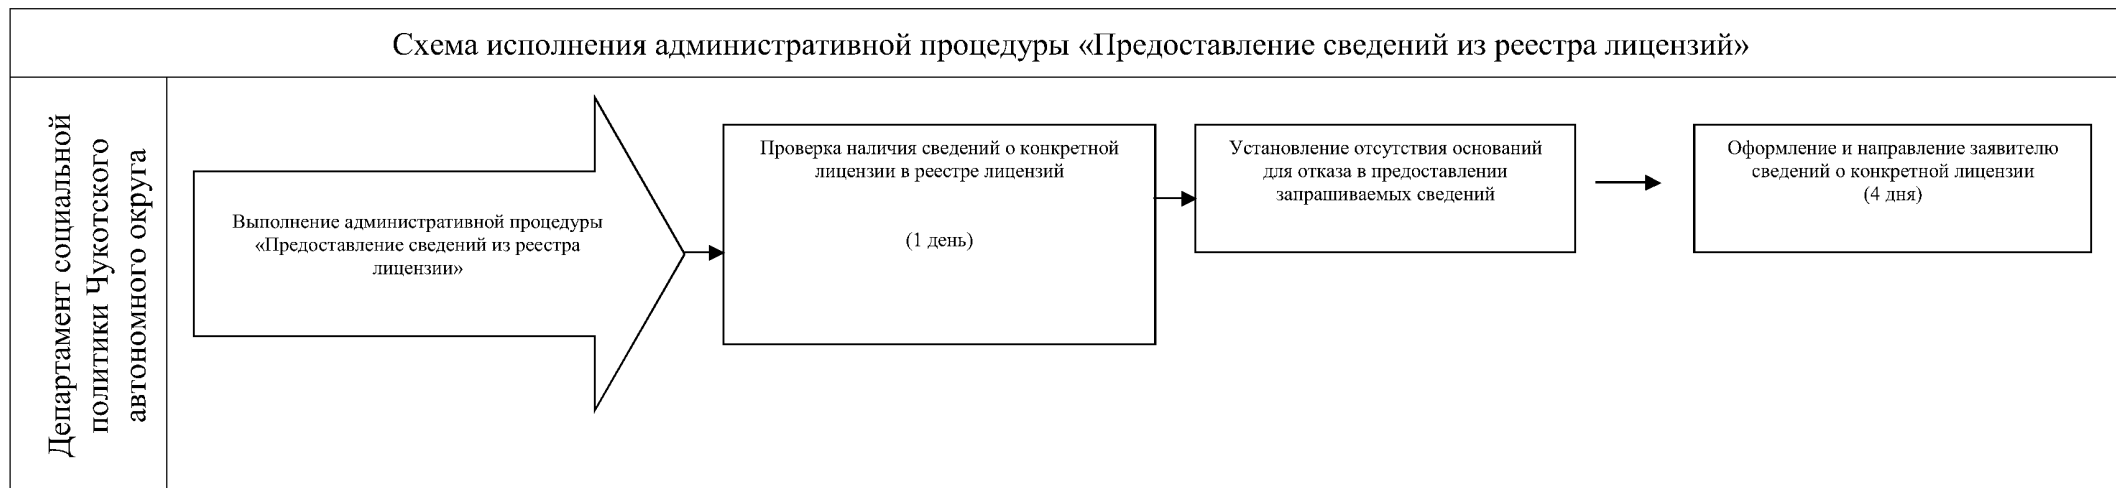 Схема исполнения административной процедуры «Предоставление сведений из реестра лицензий»
Департамент социальной
политики Чукотского
автономного округа
Выполнение административной процедуры
«Предоставление сведений из реестра
лицензии»
Проверка наличия сведений о конкретной
лицензии в реестре лицензий
(1 день)
Установление отсутствия оснований
для отказа в предоставлении
запрашиваемых сведений
Оформление и направление заявителю
сведений о конкретной лицензии
(4 дня)